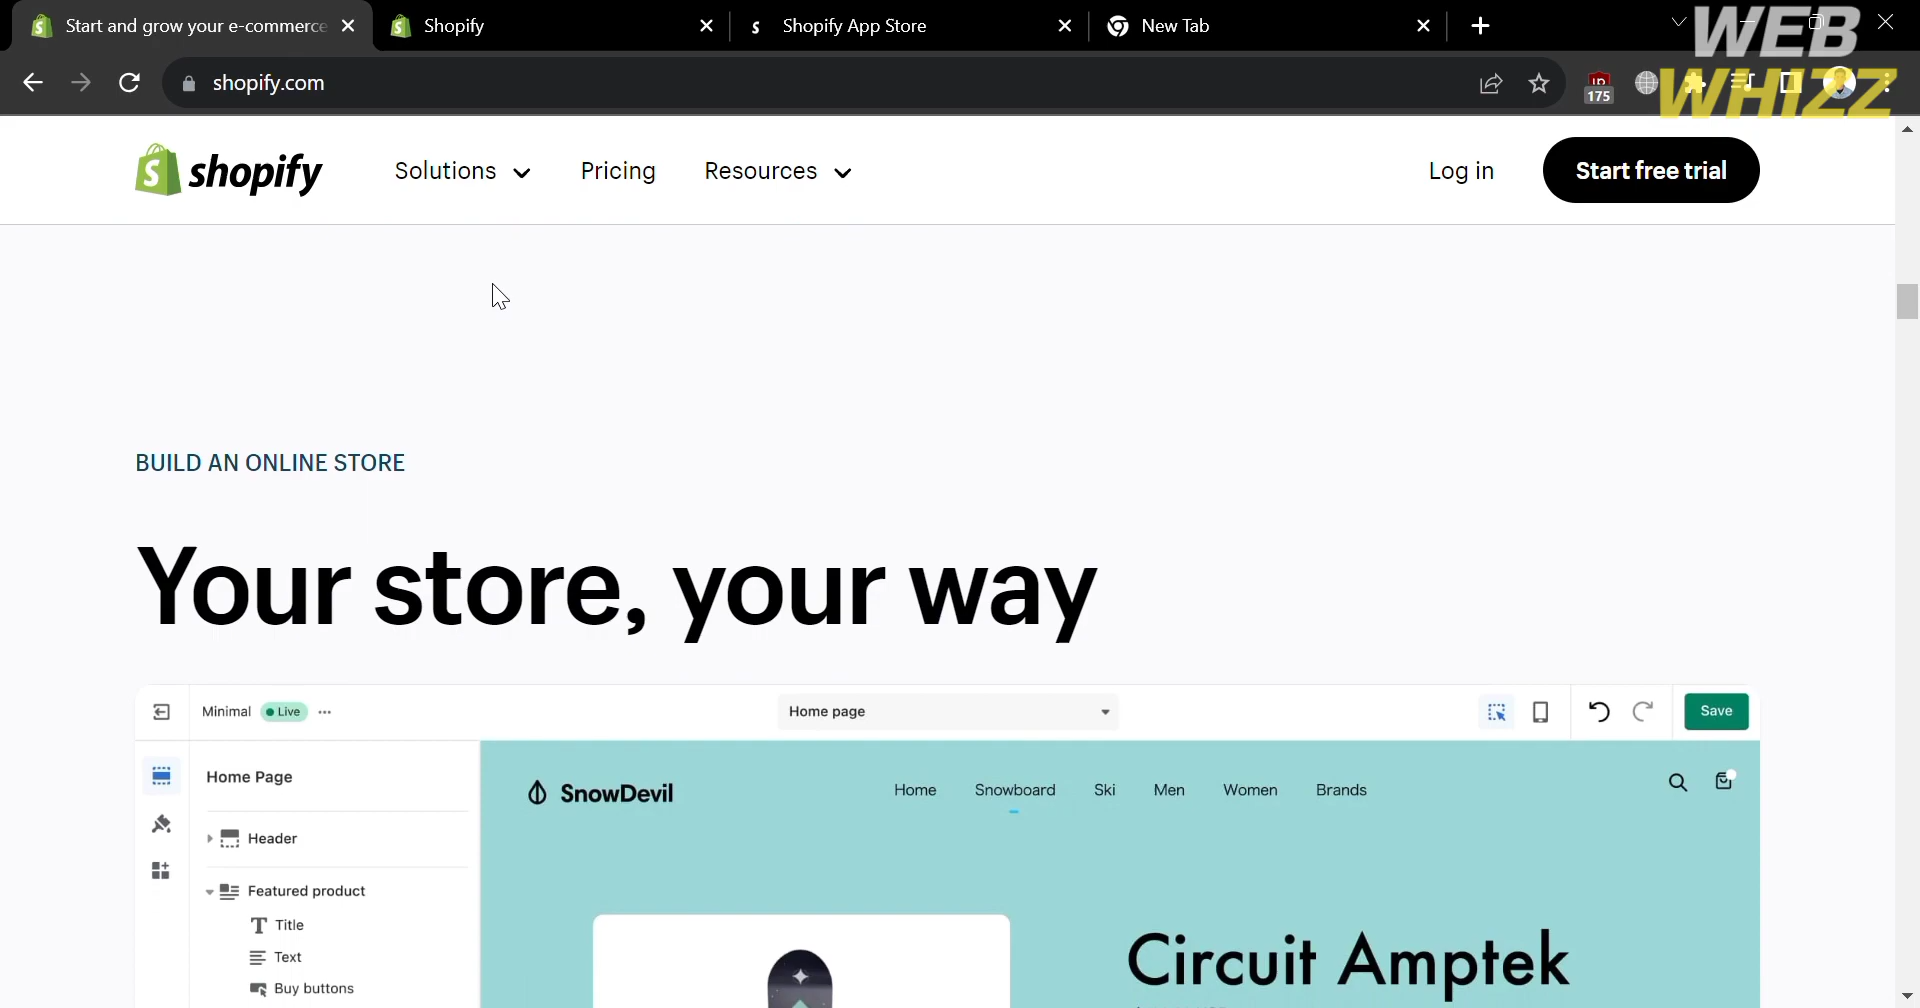 Start and grow your e-commerce
Shopify
Shopify App Store
New Tab
WEB
WHIZZ
shopify.com
175
shopify
Solutions
Pricing
Resources
Log in
Start free trial
BUILD AN ONLINE STORE
Your store, your way
Minimal
Live
Home page
Save
Home Page
SnowDevil
Home
Snowboard
Ski
Men
Women
Brands
Header
Featured product
Title
Text
Buy buttons
Circuit Amptek